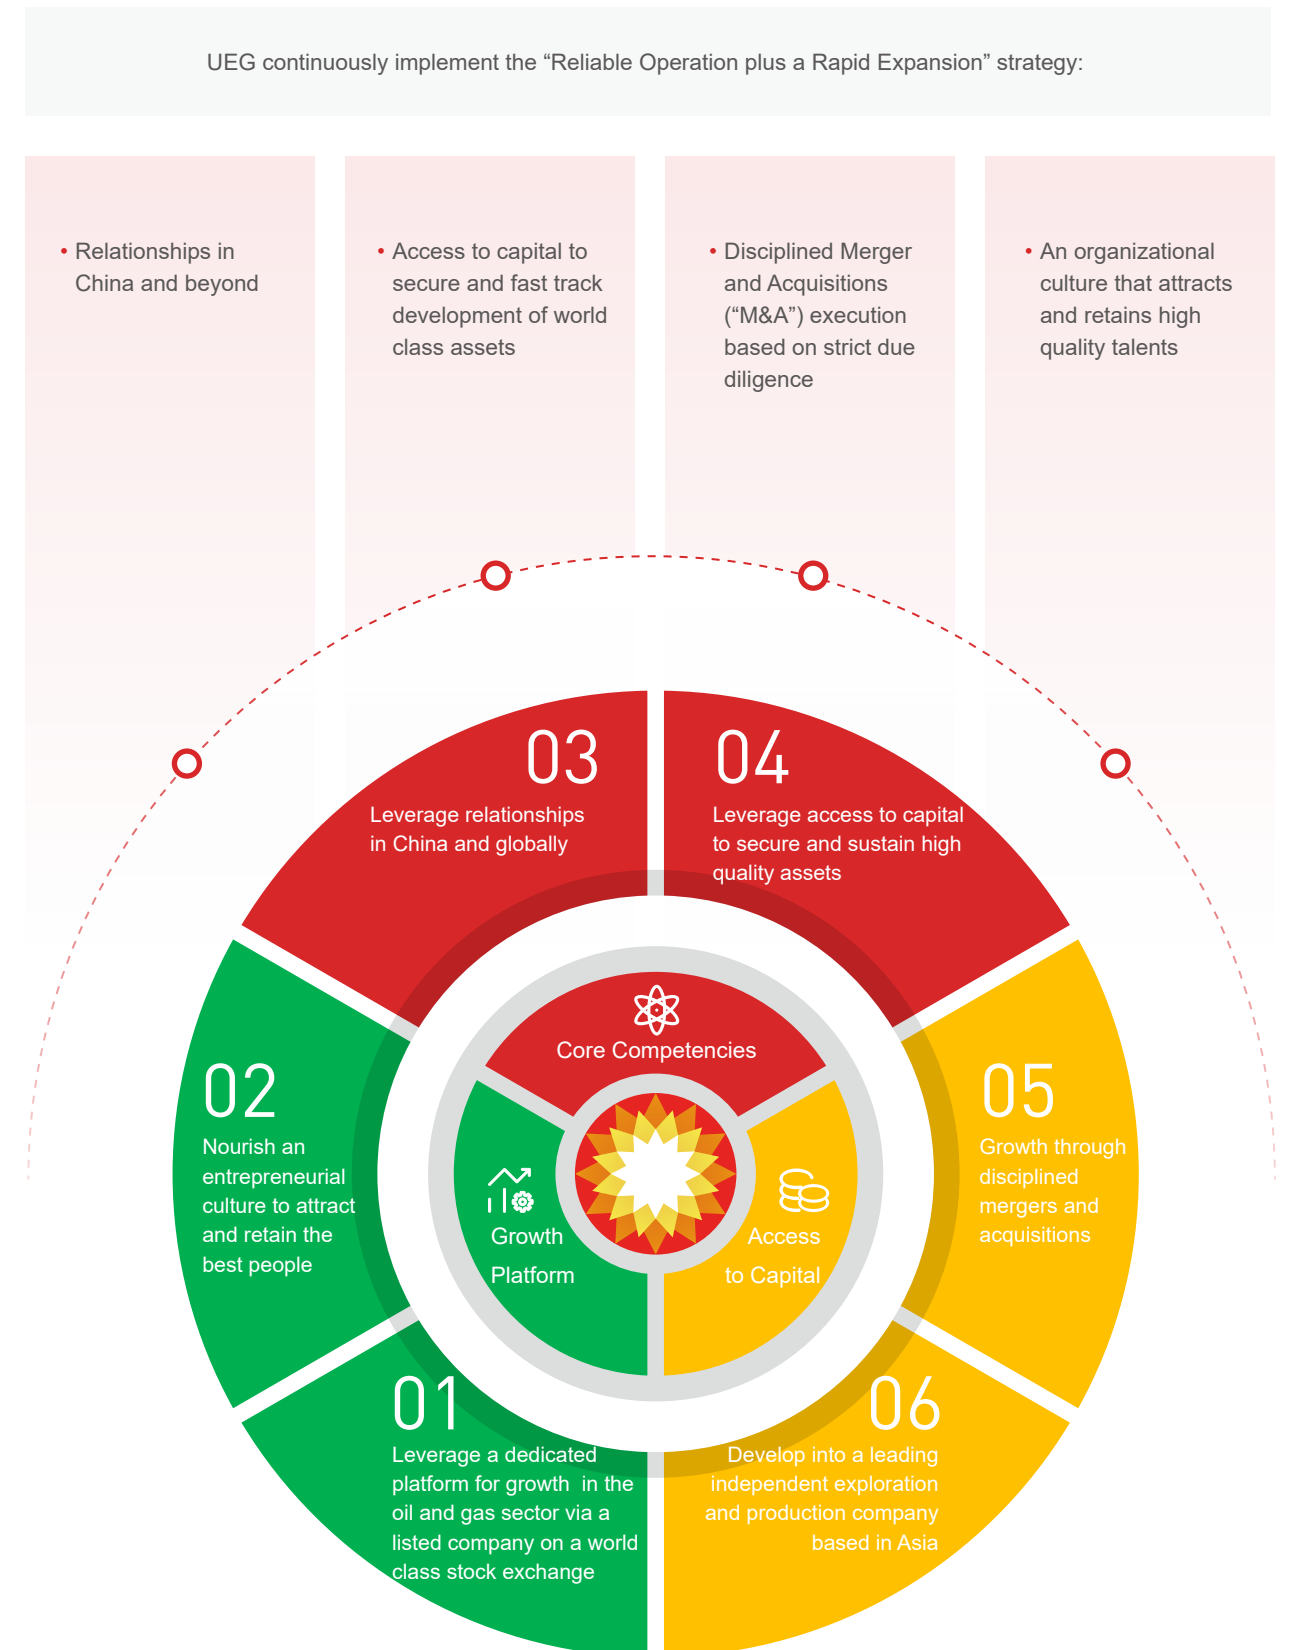 UEG continuously implement the “Reliable Operation plus a Rapid Expansion” strategy:
• Relationships in
China and beyond
• Access to capital to
secure and fast track
development of world
class assets
• Disciplined Merger
and Acquisitions
(“M&A”) execution
based on strict due
diligence
• An organizational
culture that attracts
and retains high
quality talents
03
Leverage relationships
in China and globally
04
Leverage access to capital
to secure and sustain high
quality assets
02
Nourish an
entrepreneurial
culture to attract
and retain the
best people
Core Competencies
Growth
Platform
Access
to Capital
05
Growth through
disciplined
mergers and
acquisitions
01
Leverage a dedicated
platform for growth  in the
oil and gas sector via a
listed company on a world
class stock exchange
06
Develop into a leading
independent exploration
and production company
based in Asia